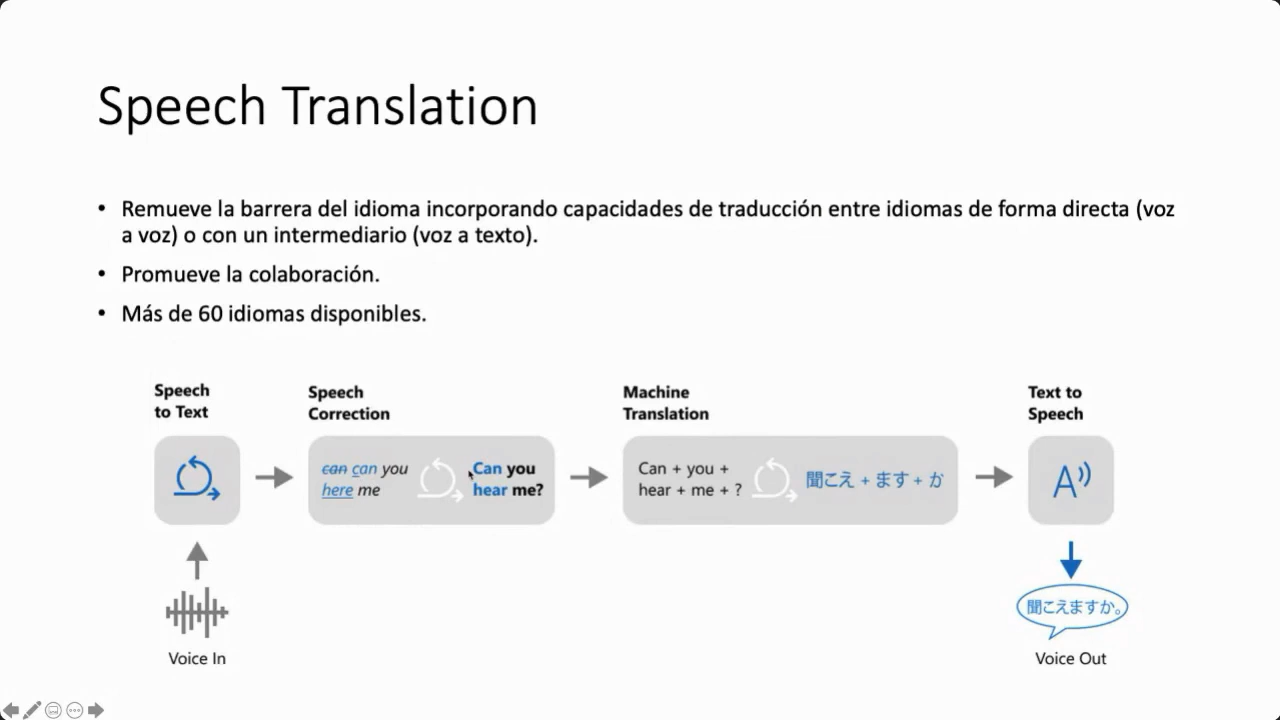 Speech Translation
• Remueve la barrera del idioma incorporando capacidades de traducción entre idiomas de forma directa (voz
a voz) o con un intermediario (voz a texto).
• Promueve la colaboración.
• Más de 60 idiomas disponibles.
Speech
to Text
Speech
Correction
Machine
Translation
Text to
Speech
can can you
here me
Can you
hear me?
Can + you +
hear + me + ?
聞こえ + ます + か
A
聞こえますか。
Voice In
Voice Out